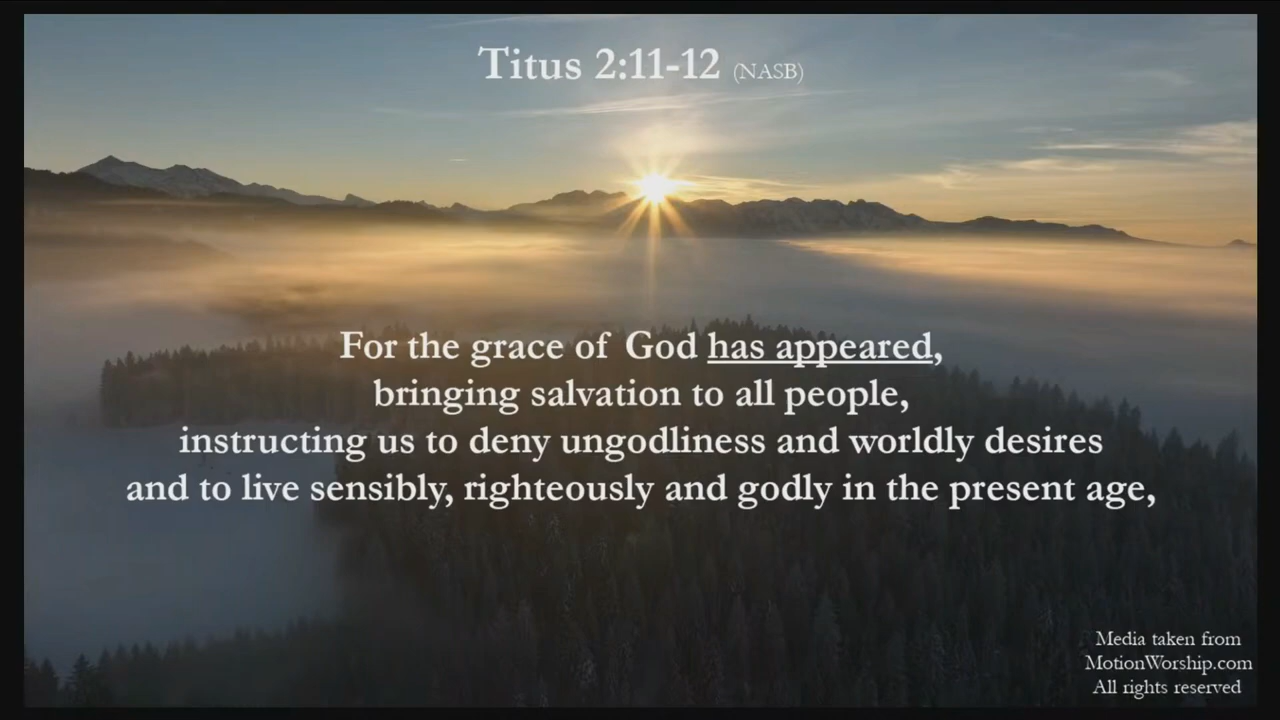 Titus 2:11-12 (NASB)
For the grace of God has appeared,
bringing salvation to all people,
instructing us to deny ungodliness and worldly desires
and to live sensibly, righteously and godly in the present age,
Media taken from
MotionWorship.com
All rights reserved